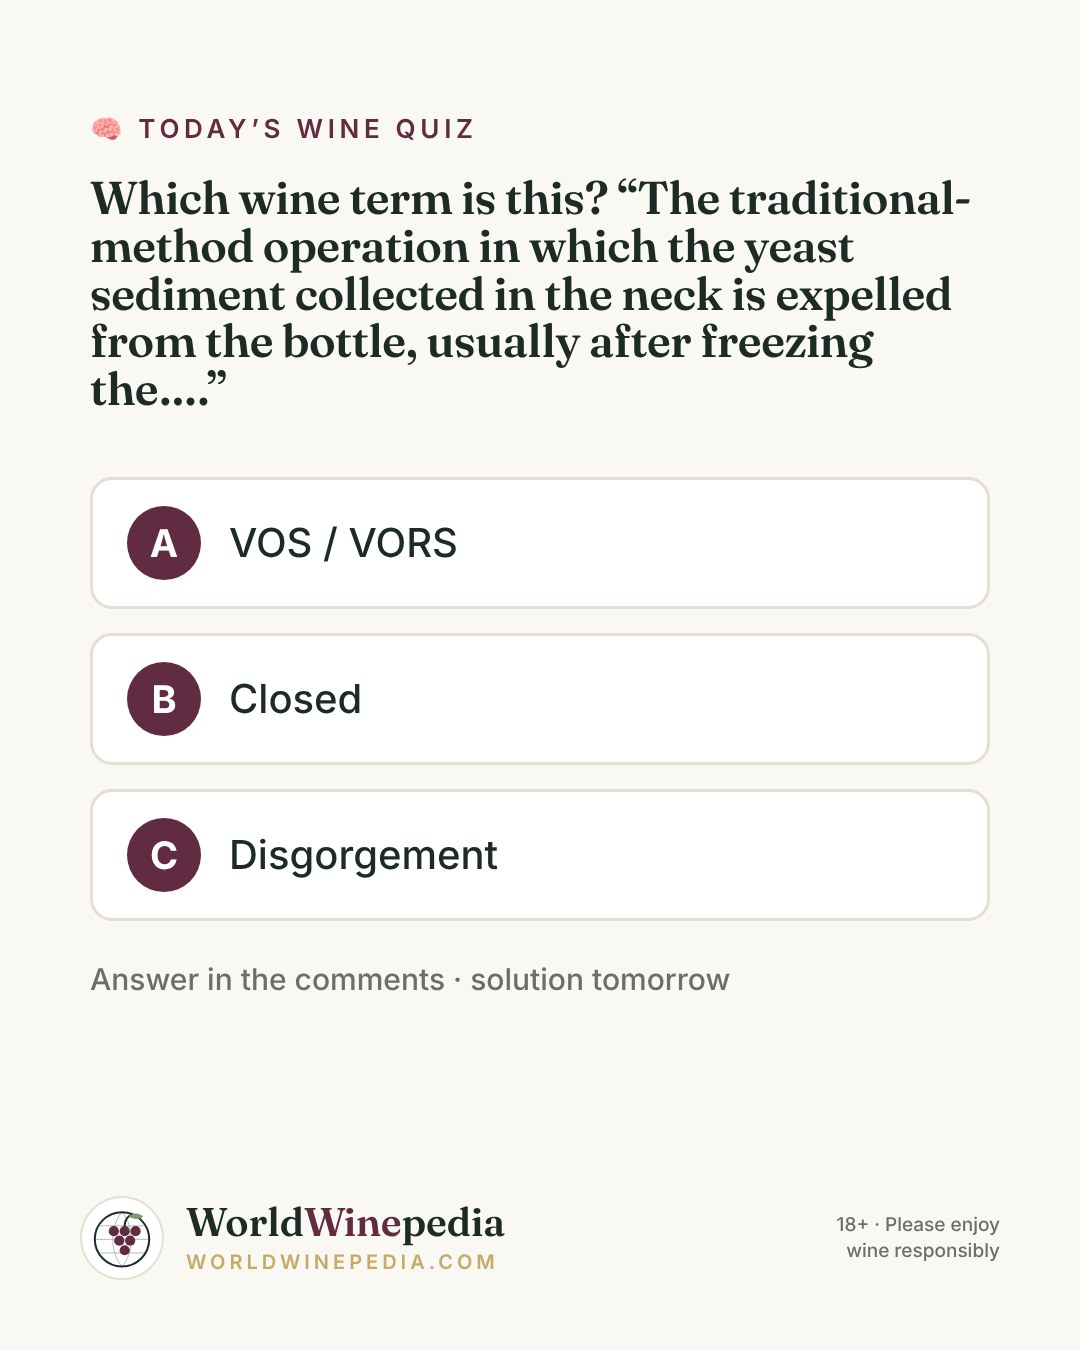 🧠 TODAY’S WINE QUIZ
Which wine term is this? “The traditional-
method operation in which the yeast
sediment collected in the neck is expelled
from the bottle, usually after freezing
the….”
A VOS / VORS
B Closed
C Disgorgement
Answer in the comments · solution tomorrow
WorldWinepedia
WORLDWINEPEDIA.COM
18+ · Please enjoy
wine responsibly